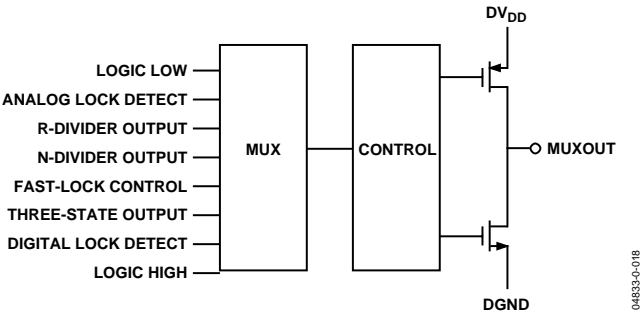 DVDD
LOGIC LOW
ANALOG LOCK DETECT
R-DIVIDER OUTPUT
N-DIVIDER OUTPUT
FAST-LOCK CONTROL
THREE-STATE OUTPUT
DIGITAL LOCK DETECT
LOGIC HIGH
MUX
CONTROL
MUXOUT
DGND
04833-0-018